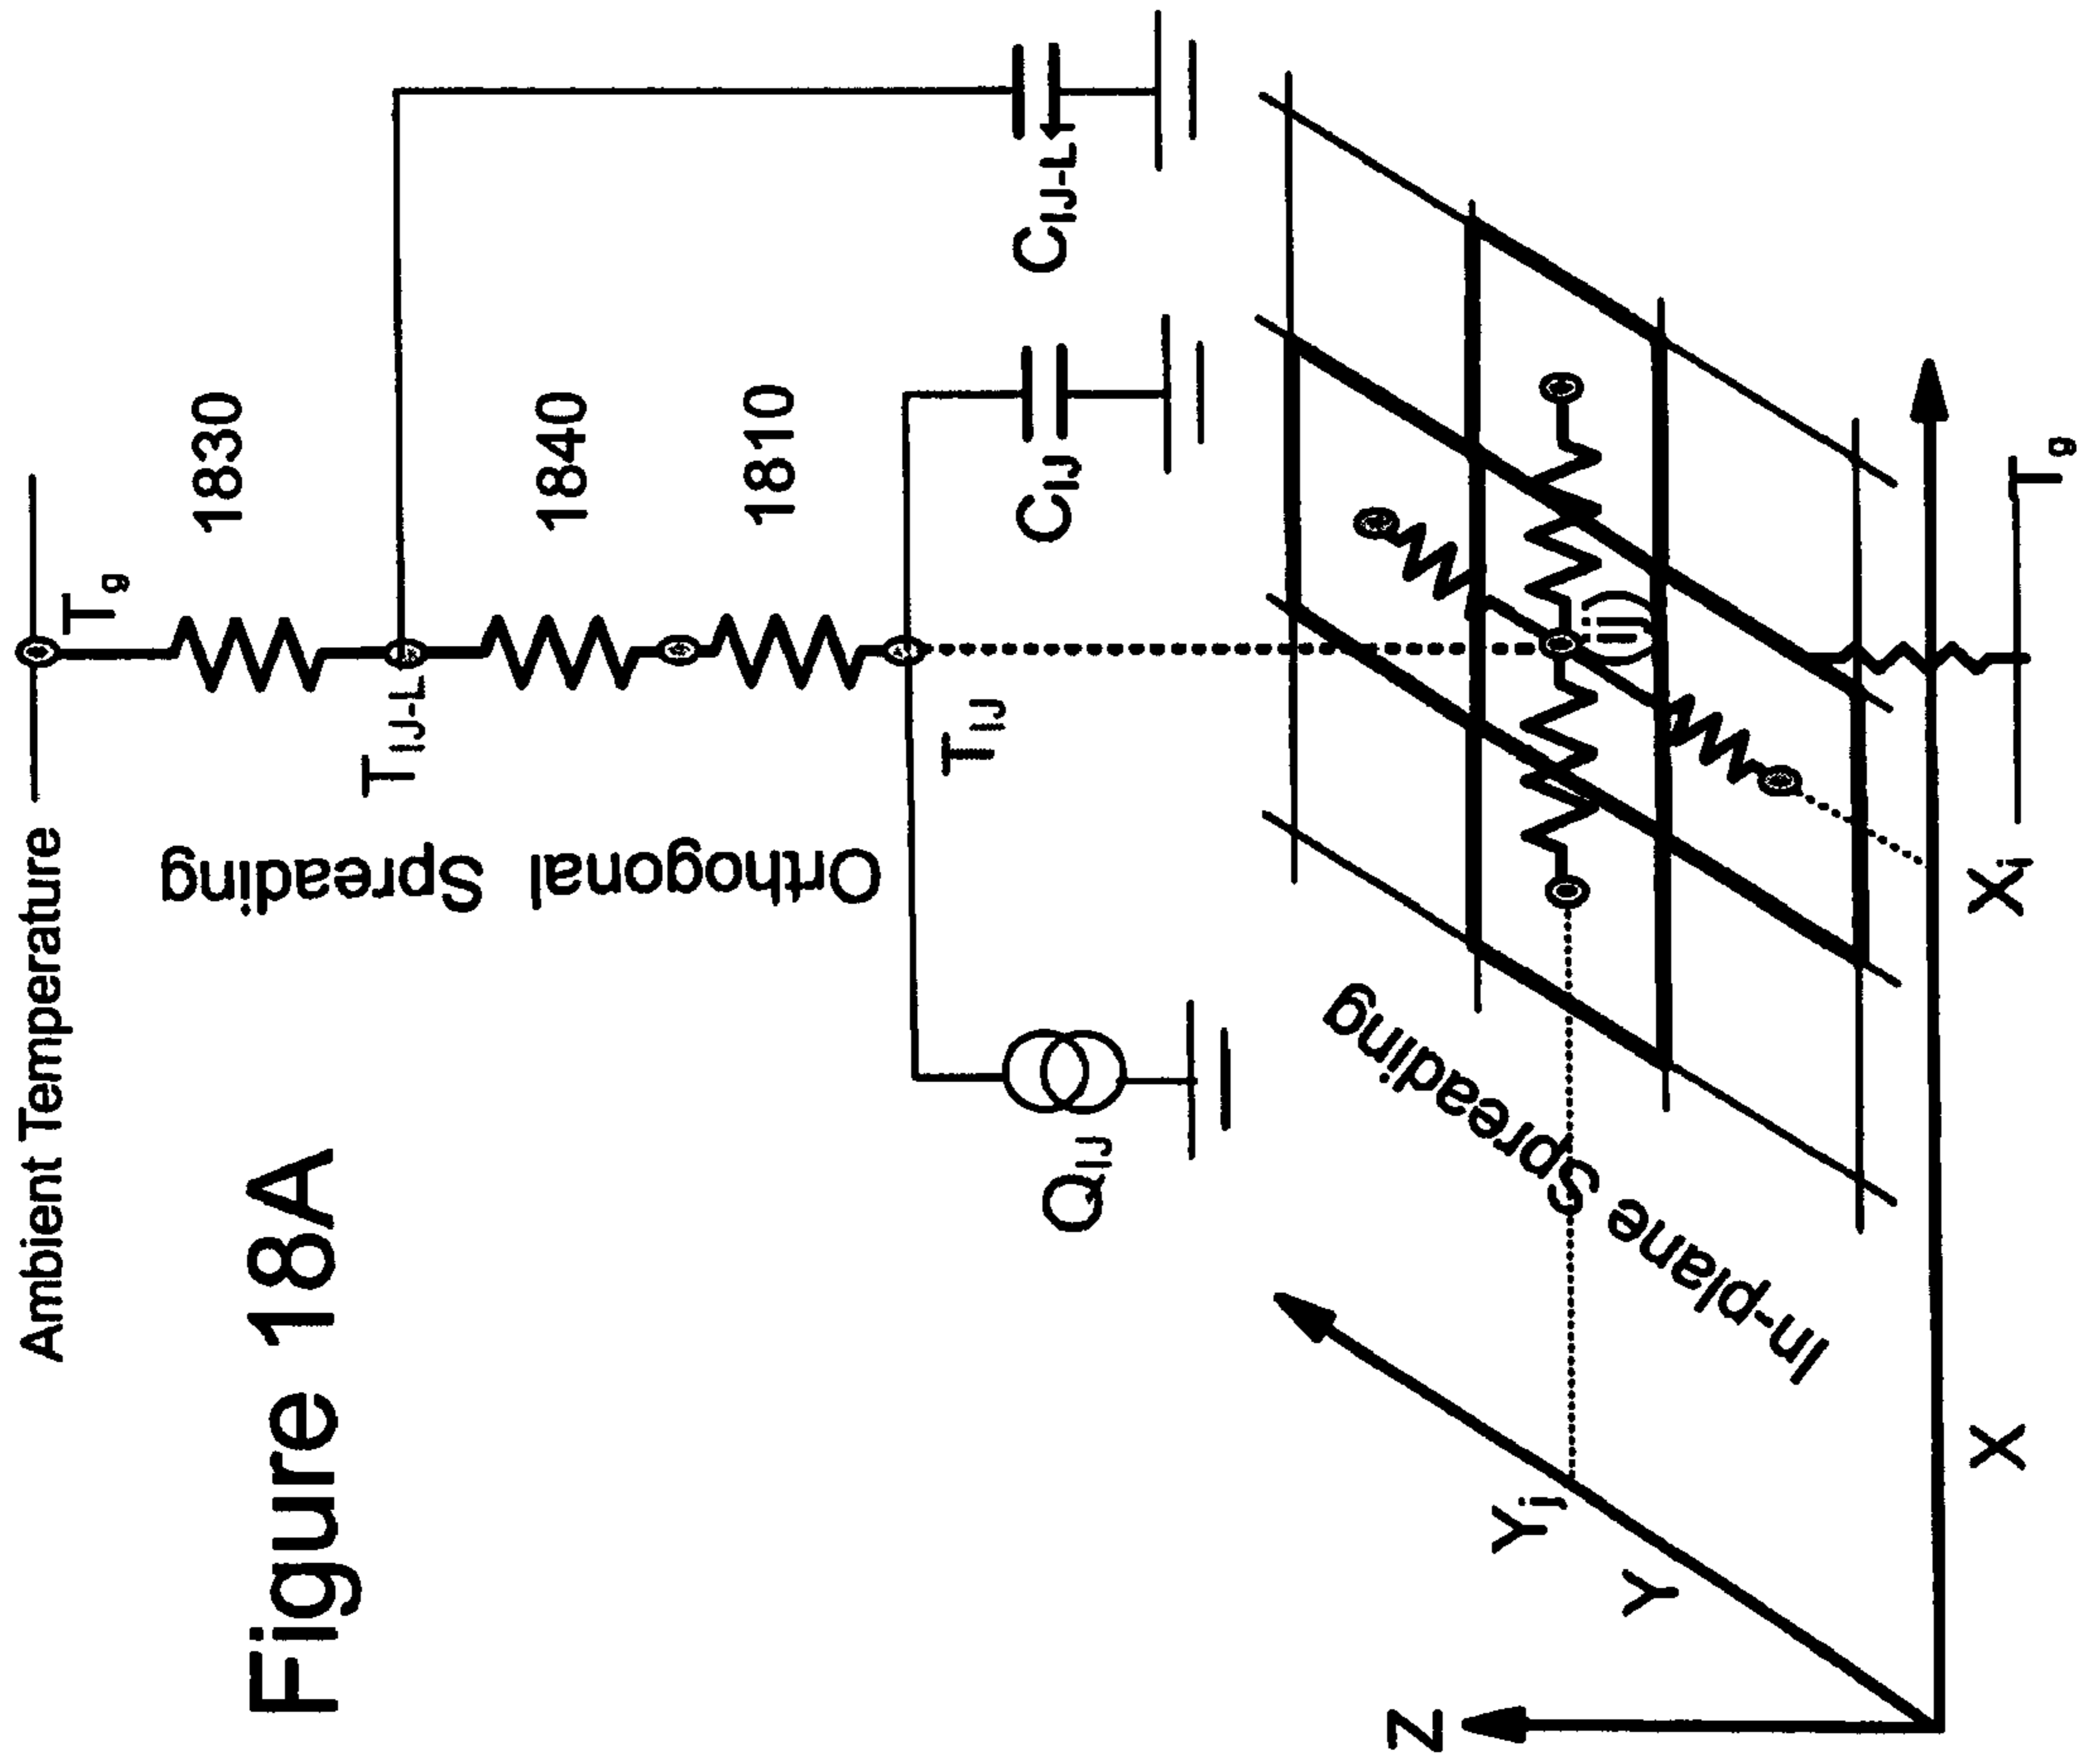 Figure 18A
Ambient Temperature
Tg
1830
TIJ-L
Spreading
1840
Orthogonal
1810
TIJ
QIJ
CIJ
CIJ-L
In-plane Spreading
(ij)
Z
Y
Yj
X
Xi
Tg